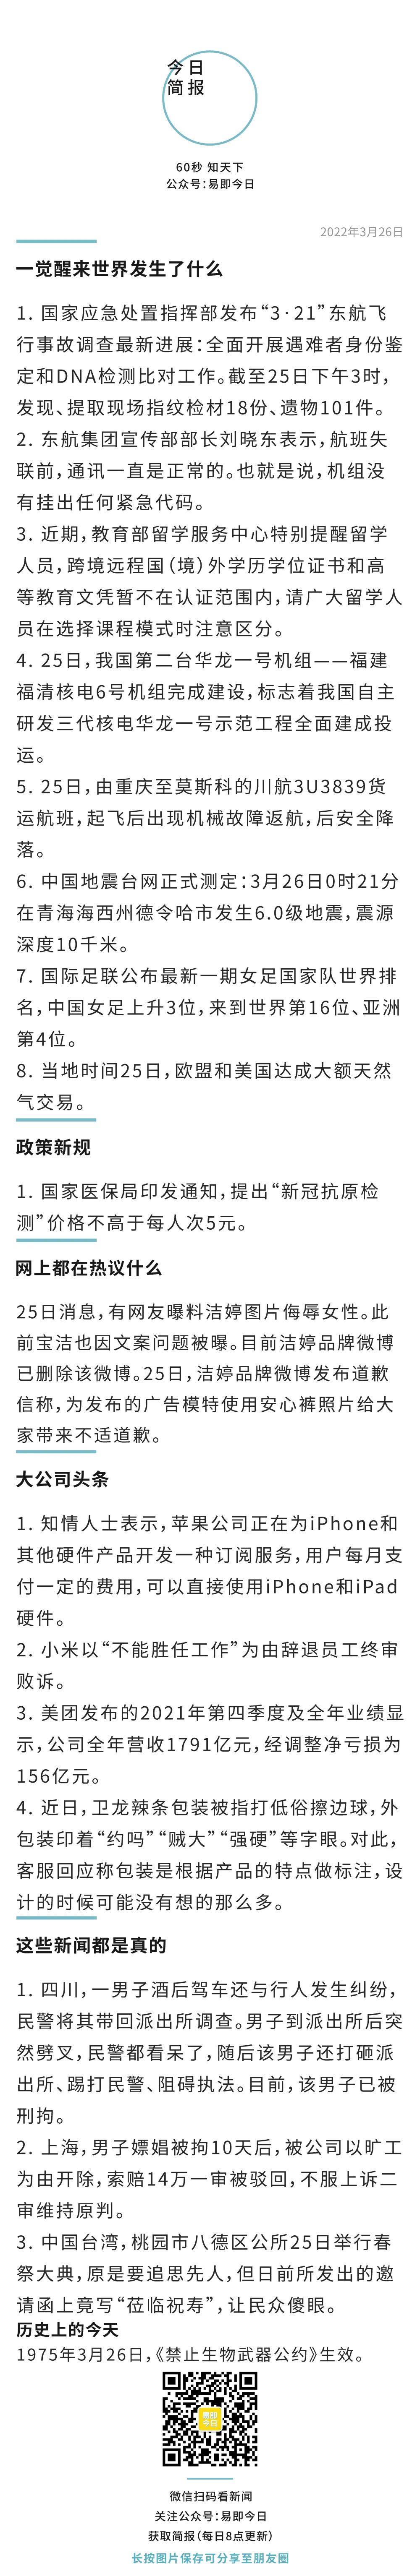 今日
简报
60秒 知天下
公众号：易即今日
2022年3月26日
一觉醒来世界发生了什么
1. 国家应急处置指挥部发布“3·21”东航飞
行事故调查最新进展：全面开展遇难者身份鉴
定和DNA检测比对工作。截至25日下午3时，
发现、提取现场指纹检材18份、遗物101件。
2. 东航集团宣传部部长刘晓东表示，航班失
联前，通讯一直是正常的。也就是说，机组没
有挂出任何紧急代码。
3. 近期，教育部留学服务中心特别提醒留学
人员，跨境远程国（境）外学历学位证书和高
等教育文凭暂不在认证范围内，请广大留学人
员在选择课程模式时注意区分。
4. 25日，我国第二台华龙一号机组——福建
福清核电6号机组完成建设，标志着我国自主
研发三代核电华龙一号示范工程全面建成投
运。
5. 25日，由重庆至莫斯科的川航3U3839货
运航班，起飞后出现机械故障返航，后安全降
落。
6. 中国地震台网正式测定：3月26日0时21分
在青海海西州德令哈市发生6.0级地震，震源
深度10千米。
7. 国际足联公布最新一期女足国家队世界排
名，中国女足上升3位，来到世界第16位、亚洲
第4位。
8. 当地时间25日，欧盟和美国达成大额天然
气交易。
政策新规
1. 国家医保局印发通知，提出“新冠抗原检
测”价格不高于每人次5元。
网上都在热议什么
25日消息，有网友曝料洁婷图片侮辱女性。此
前宝洁也因文案问题被曝。目前洁婷品牌微博
已删除该微博。25日，洁婷品牌微博发布道歉
信称，为发布的广告模特使用安心裤照片给大
家带来不适道歉。
大公司头条
1. 知情人士表示，苹果公司正在为iPhone和
其他硬件产品开发一种订阅服务，用户每月支
付一定的费用，可以直接使用iPhone和iPad
硬件。
2. 小米以“不能胜任工作”为由辞退员工终审
败诉。
3. 美团发布的2021年第四季度及全年业绩显
示，公司全年营收1791亿元，经调整净亏损为
156亿元。
4. 近日，卫龙辣条包装被指打低俗擦边球，外
包装印着“约吗”“贼大”“强硬”等字眼。对此，
客服回应称包装是根据产品的特点做标注，设
计的时候可能没有想的那么多。
这些新闻都是真的
1. 四川，一男子酒后驾车还与行人发生纠纷，
民警将其带回派出所调查。男子到派出所后突
然劈叉，民警都看呆了，随后该男子还打砸派
出所、踢打民警、阻碍执法。目前，该男子已被
刑拘。
2. 上海，男子嫖娼被拘10天后，被公司以旷工
为由开除，索赔14万一审被驳回，不服上诉二
审维持原判。
3. 中国台湾，桃园市八德区公所25日举行春
祭大典，原是要追思先人，但日前所发出的邀
请函上竟写“莅临祝寿”，让民众傻眼。
历史上的今天
1975年3月26日，《禁止生物武器公约》生效。
易即
今日
微信扫码看新闻
关注公众号：易即今日
获取简报（每日8点更新）
长按图片保存可分享至朋友圈